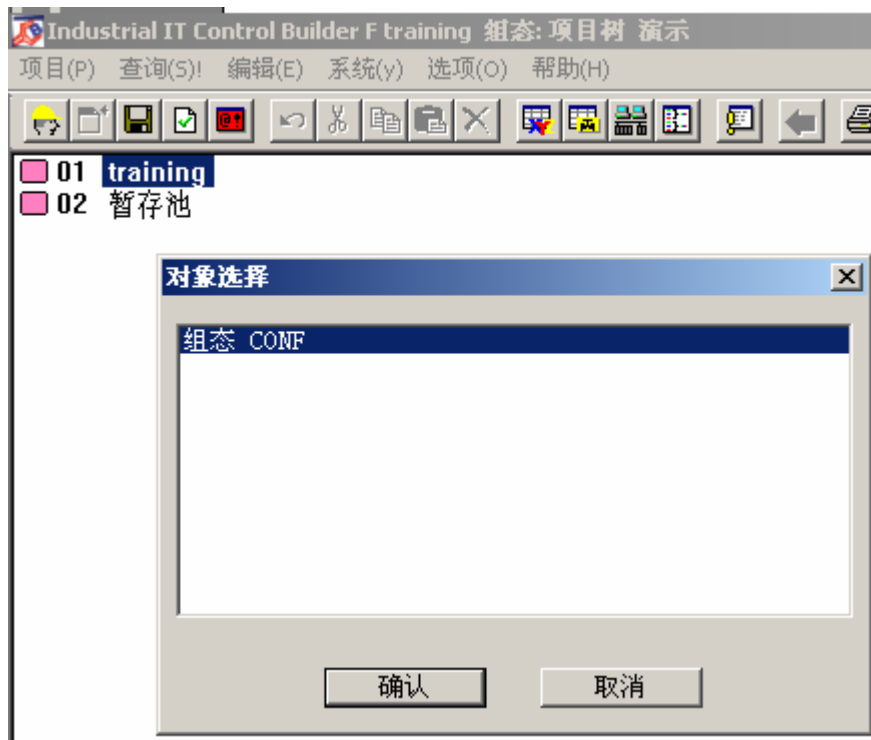 Industrial IT Control Builder F training 组态: 项目树 演示
项目(P) 查询(S)! 编辑(E) 系统(y) 选项(O) 帮助(H)
01 training
02 暂存池
对象选择
组态 CONF
确认 取消